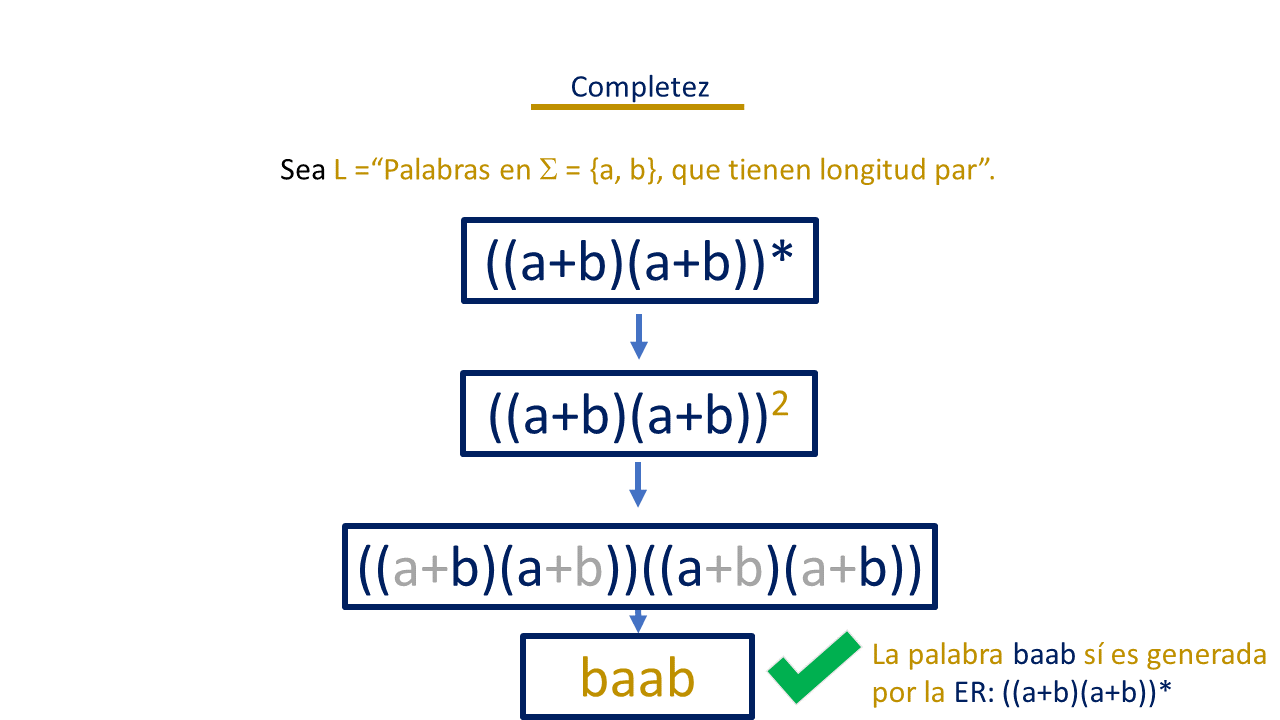 Completez
Sea L =“Palabras en Σ = {a, b}, que tienen longitud par”.
((a+b)(a+b))*
((a+b)(a+b))²
((a+b)(a+b))((a+b)(a+b))
baab
La palabra baab sí es generada
por la ER: ((a+b)(a+b))*